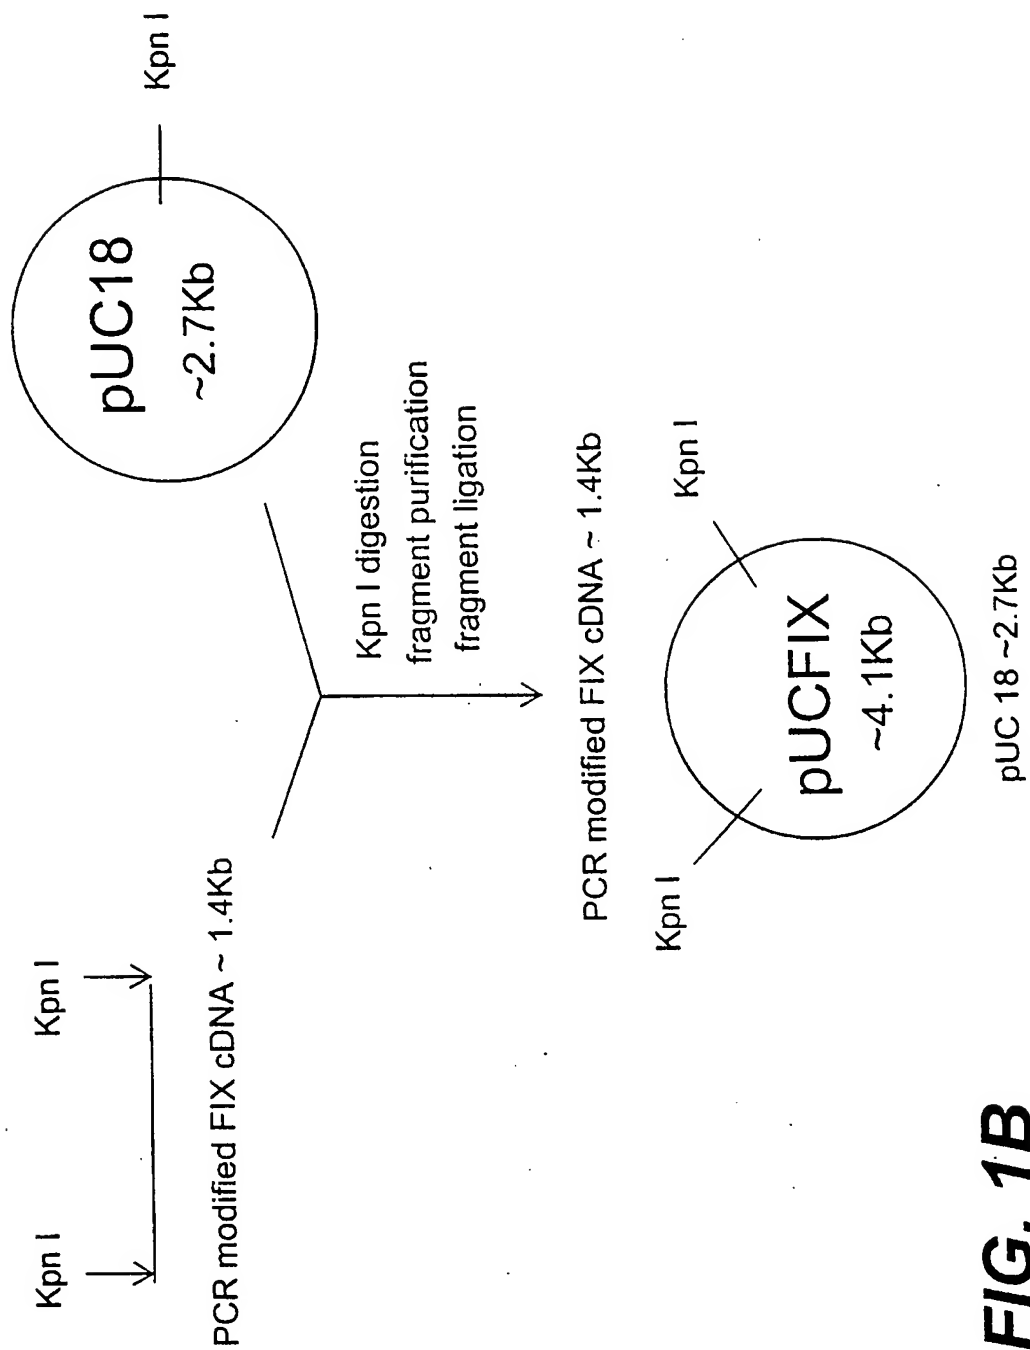 Kpn I
Kpn I
PCR modified FIX cDNA ~ 1.4Kb
pUC18
~2.7Kb
Kpn I
Kpn I digestion
fragment purification
fragment ligation
PCR modified FIX cDNA ~ 1.4Kb
Kpn I
Kpn I
pUCFIX
~4.1Kb
pUC 18 ~2.7Kb
FIG. 1B